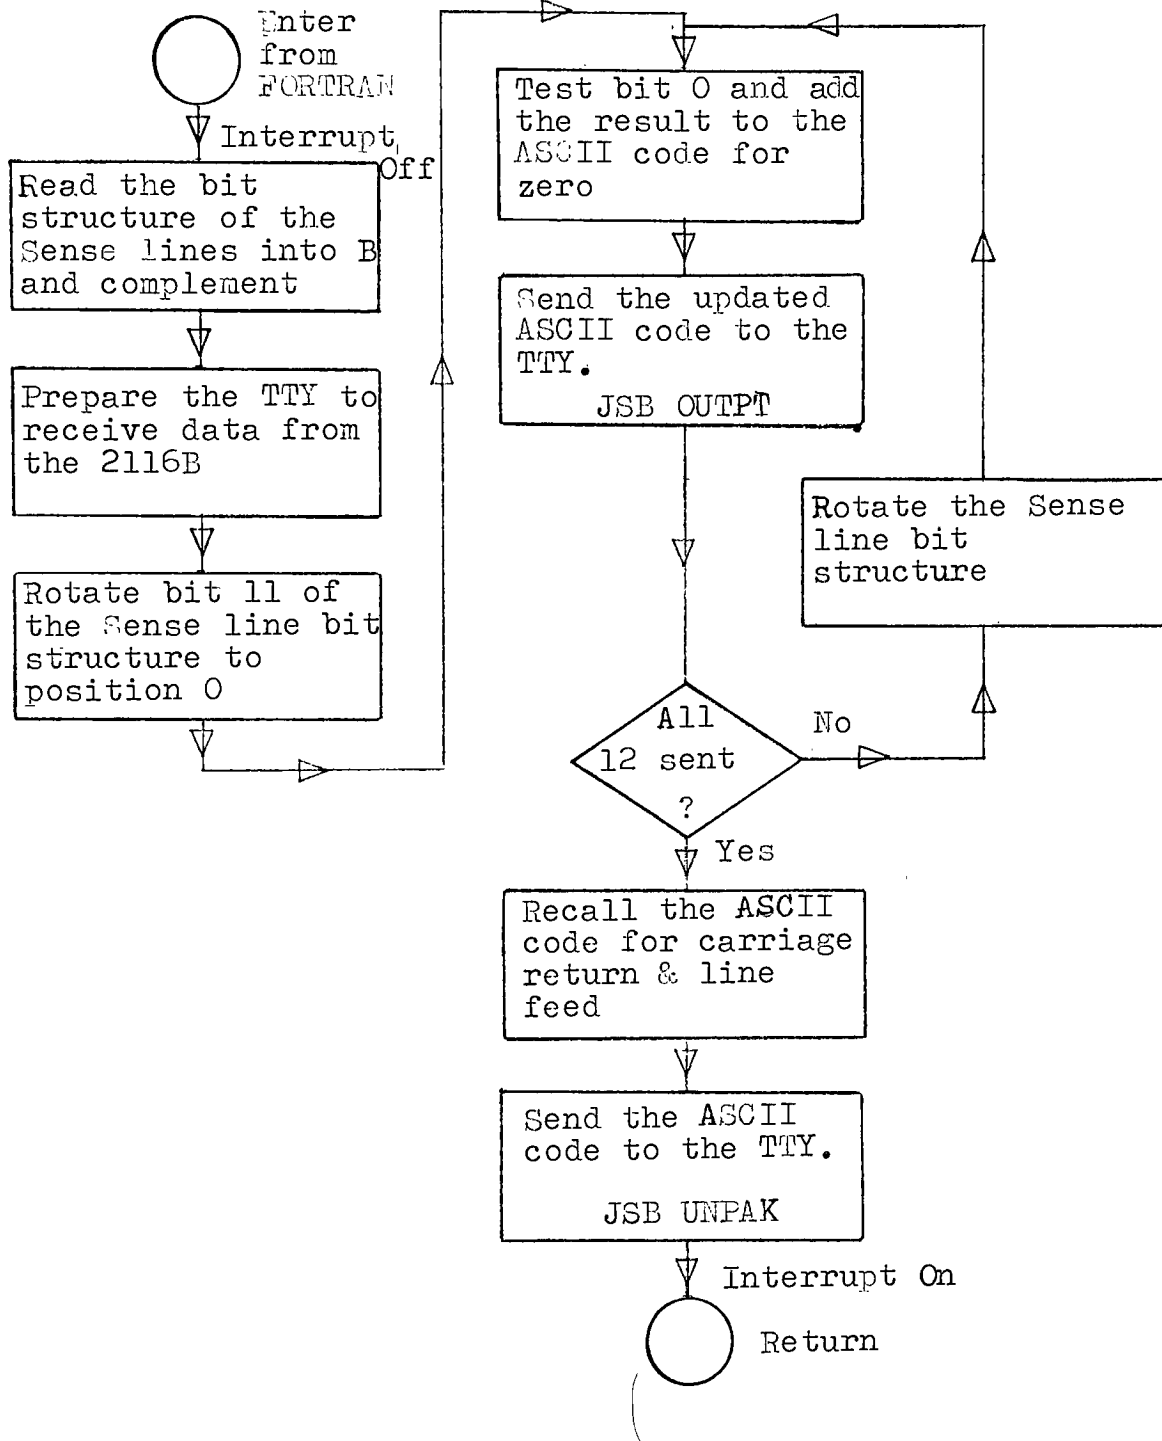 Enter
from
FORTRAN
Interrupt
Off
Read the bit
structure of the
Sense lines into B
and complement
Prepare the TTY to
receive data from
the 2116B
Rotate bit 11 of
the Sense line bit
structure to
position 0
Test bit 0 and add
the result to the
ASCII code for
zero
Send the updated
ASCII code to the
TTY.
JSB OUTPT
Rotate the Sense
line bit
structure
All
12 sent
?
No
Yes
Recall the ASCII
code for carriage
return & line
feed
Send the ASCII
code to the TTY.
JSB UNPAK
Interrupt On
Return